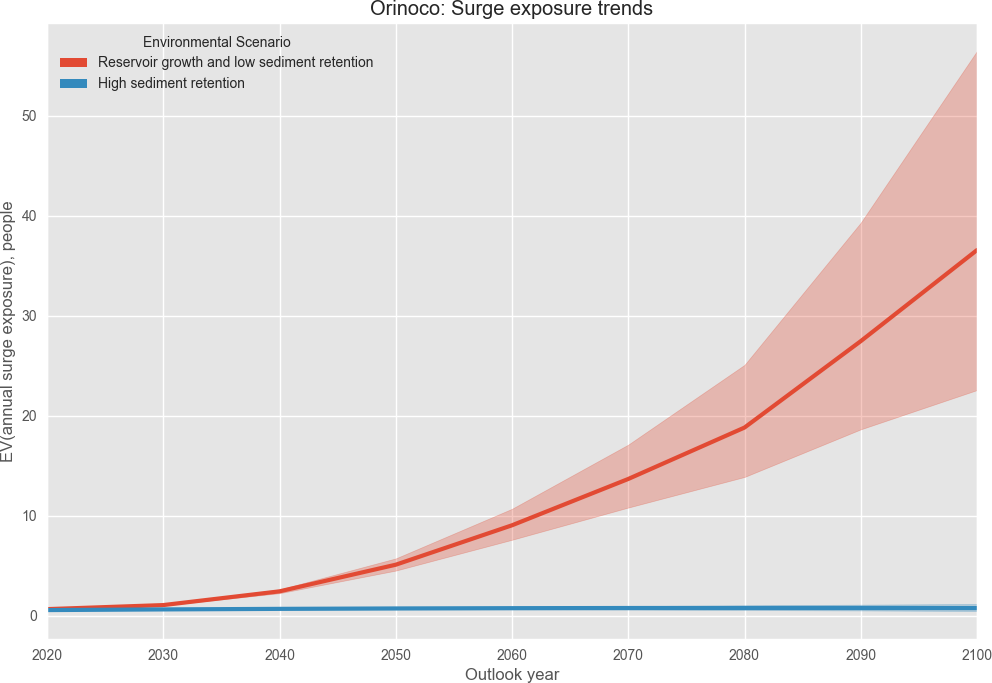 Orinoco: Surge exposure trends
Environmental Scenario
Reservoir growth and low sediment retention
High sediment retention
EV(annual surge exposure), people
50
40
30
20
10
0
2020 2030 2040 2050 2060 2070 2080 2090 2100
Outlook year